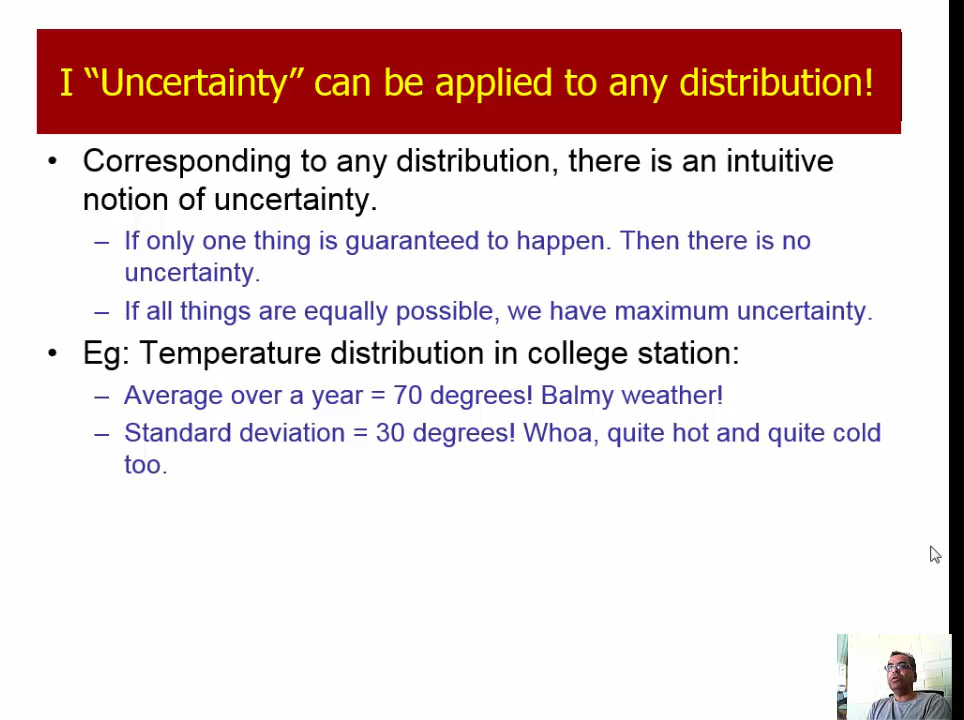 I “Uncertainty” can be applied to any distribution!
• Corresponding to any distribution, there is an intuitive
notion of uncertainty.
– If only one thing is guaranteed to happen. Then there is no
uncertainty.
– If all things are equally possible, we have maximum uncertainty.
• Eg: Temperature distribution in college station:
– Average over a year = 70 degrees! Balmy weather!
– Standard deviation = 30 degrees! Whoa, quite hot and quite cold
too.